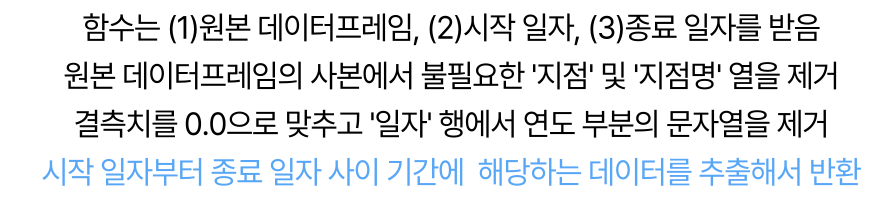 함수는 (1)원본 데이터프레임, (2)시작 일자, (3)종료 일자를 받음
원본 데이터프레임의 사본에서 불필요한 '지점' 및 '지점명' 열을 제거
결측치를 0.0으로 맞추고 '일자' 행에서 연도 부분의 문자열을 제거
시작 일자부터 종료 일자 사이 기간에 해당하는 데이터를 추출해서 반환